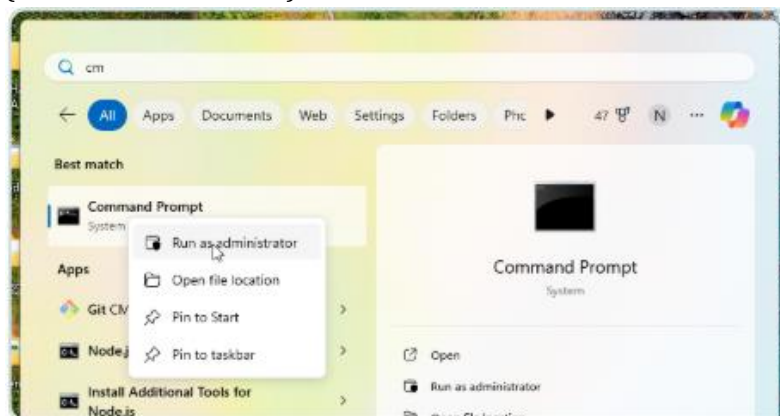 cm
All Apps Documents Web Settings Folders 47 N ...
Best match
Command Prompt
System
Run as administrator
Open file location
Pin to Start
Pin to taskbar
Apps
Git
Node.j
Install Additional Tools for
Node.js
Command Prompt
System
Open
Run as administrator